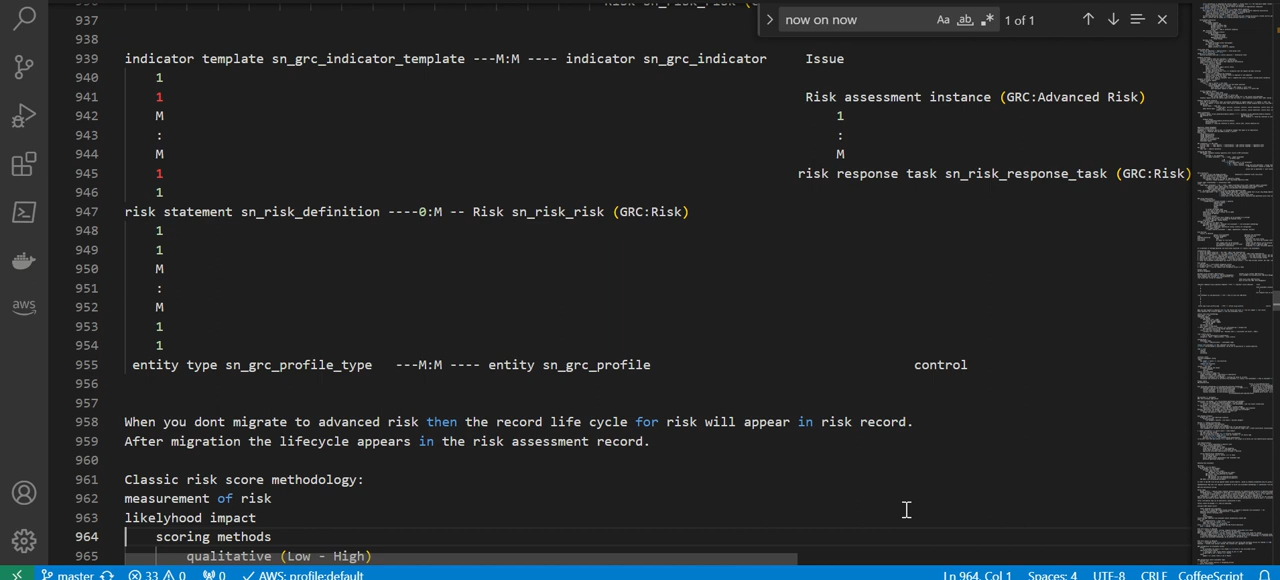 now on now
Aa ab 1 of 1
937
938
939 indicator template sn_grc_indicator_template ---M:M ---- indicator sn_grc_indicator Issue
940 1
941 1 Risk assessment instance (GRC:Advanced Risk)
942 M 1
943 : :
944 M M
945 1 risk response task sn_risk_response_task (GRC:Risk)
946 1
947 risk statement sn_risk_definition ----0:M -- Risk sn_risk_risk (GRC:Risk)
948 1
949 1
950 M
951 :
952 M
953 1
954 1
955 entity type sn_grc_profile_type ---M:M ---- entity sn_grc_profile control
956
957
958 When you dont migrate to advanced risk then the record life cycle for risk will appear in risk record.
959 After migration the lifecycle appears in the risk assessment record.
960
961 Classic risk score methodology:
962 measurement of risk
963 likelyhood impact
964 scoring methods
965 qualitative (Low - High)
aws
master 33 0 0 AWS: profile:default Ln 964, Col 1 Spaces: 4 UTF-8 CRLF CoffeeScript